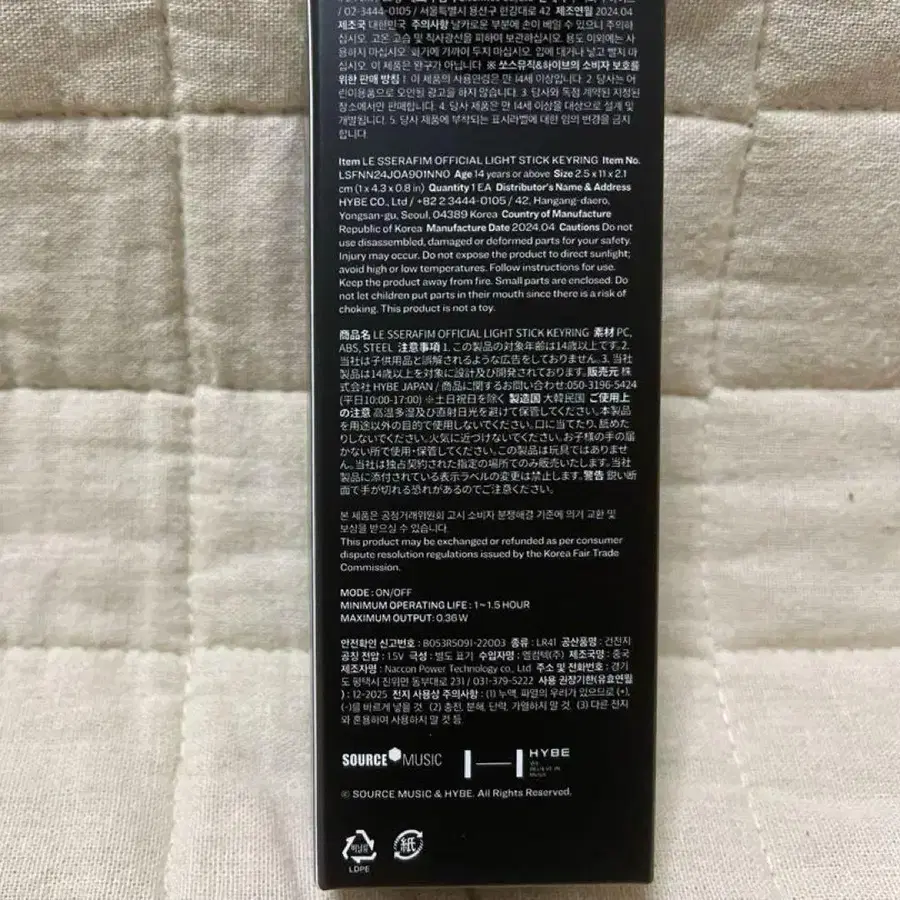 / 02-3444-0105 / 서울특별시 용산구 한강대로 42 제조연월 2024.04
제조국 대한민국 주의사항 날카로운 부분에 손이 베일 수 있으니 주의하
십시오. 고온 고습 및 직사광선을 피하여 보관하십시오. 용도 이외에는 사
용하지 마십시오. 화기에 가까이 두지 마십시오. 입에 대거나 넣고 빨지 마
십시오. 이 제품은 완구가 아닙니다. ※ 쏘스뮤직&하이브의 소비자 보호를
위한 판매 방침 1. 이 제품의 사용연령은 만 14세 이상입니다. 2. 당사는 어
린이용품으로 오인될 광고를 하지 않습니다. 3. 당사와 독점 계약된 지정된
장소에서만 판매합니다. 4. 당사 제품은 만 14세 이상을 대상으로 설계 및
개발됩니다. 5. 당사 제품에 부착되는 표시라벨에 대한 임의 변경을 금지
합니다.
Item LE SSERAFIM OFFICIAL LIGHT STICK KEYRING Item No.
LSFNN24JOA901NNO Age 14 years or above Size 2.5 x 11 x 2.1
cm (1 x 4.3 x 0.8 in) Quantity 1 EA Distributor's Name & Address
HYBE CO., Ltd / +82 2 3444-0105 / 42, Hangang-daero,
Yongsan-gu, Seoul, 04389 Korea Country of Manufacture
Republic of Korea Manufacture Date 2024.04 Cautions Do not
use disassembled, damaged or deformed parts for your safety.
Injury may occur. Do not expose the product to direct sunlight;
avoid high or low temperatures. Follow instructions for use.
Keep the product away from fire. Small parts are enclosed. Do
not let children put parts in their mouth since there is a risk of
choking. This product is not a toy.
商品名 LE SSERAFIM OFFICIAL LIGHT STICK KEYRING 素材 PC,
ABS, STEEL 注意事項 1. この製品の対象年齢は14歳以上です。2.
当社は子供用品と誤解されるような広告をしておりません。3. 当社
製品は14歳以上を対象に設計及び開発されております。販売元 株
式会社 HYBE JAPAN / 商品に関するお問い合わせ:050-3196-5424
(平日10:00-17:00) ※土日祝日を除く 製造国 大韓民国 ご使用上
の注意 高温多湿及び直射日光を避けて保管してください。本製品
を用途以外の目的で使用しないでください。口に当てたり、舐めた
りしないでください。火気に近づけないでください。お子様の手の届
かない所で使用・保管してください。この製品は玩具ではありませ
ん。当社は独占契約された指定の場所でのみ販売いたします。当社
製品に添付されている表示ラベルの変更は禁止します。警告 鋭い断
面で手が切れる恐れがあるのでご注意ください。
본 제품은 공정거래위원회 고시 소비자 분쟁해결 기준에 의거 교환 및
보상을 받으실 수 있습니다.
This product may be exchanged or refunded as per consumer
dispute resolution regulations issued by the Korea Fair Trade
Commission.
MODE : ON/OFF
MINIMUM OPERATING LIFE : 1~1.5 HOUR
MAXIMUM OUTPUT: 0.36W
안전확인 신고번호 : B053R5091-22003 종류 : LR41 공산품명 : 건전지
공칭 전압 : 1.5V 극성 : 별도 표기 수입자명 : 엘컴텍(주) 제조국명 : 중국
제조자명 : Naccon Power Technology co., Ltd 주소 및 전화번호 : 경기
도 평택시 진위면 동부대로 231 / 031-379-5222 사용 권장기한(유효연월)
: 12-2025 전지 사용상 주의사항 : (1) 누액, 파열의 우려가 있으므로 (+),
(-)를 바르게 넣을 것. (2) 충전, 분해, 단락, 가열하지 말 것. (3) 다른 전지
와 혼용하여 사용하지 말 것 등
SOURCE MUSIC
HYBE
WE
BELIEVE IN
MUSIC
© SOURCE MUSIC & HYBE. All Rights Reserved.
비닐류
LDPE
紙